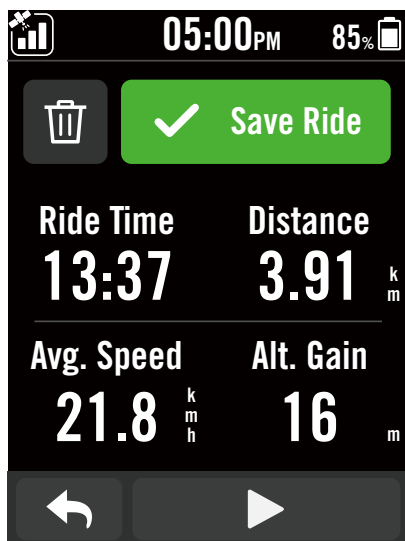 05:00PM 85%
Save Ride
Ride Time Distance
13:37 3.91 km
Avg. Speed Alt. Gain
21.8 kmh 16 m